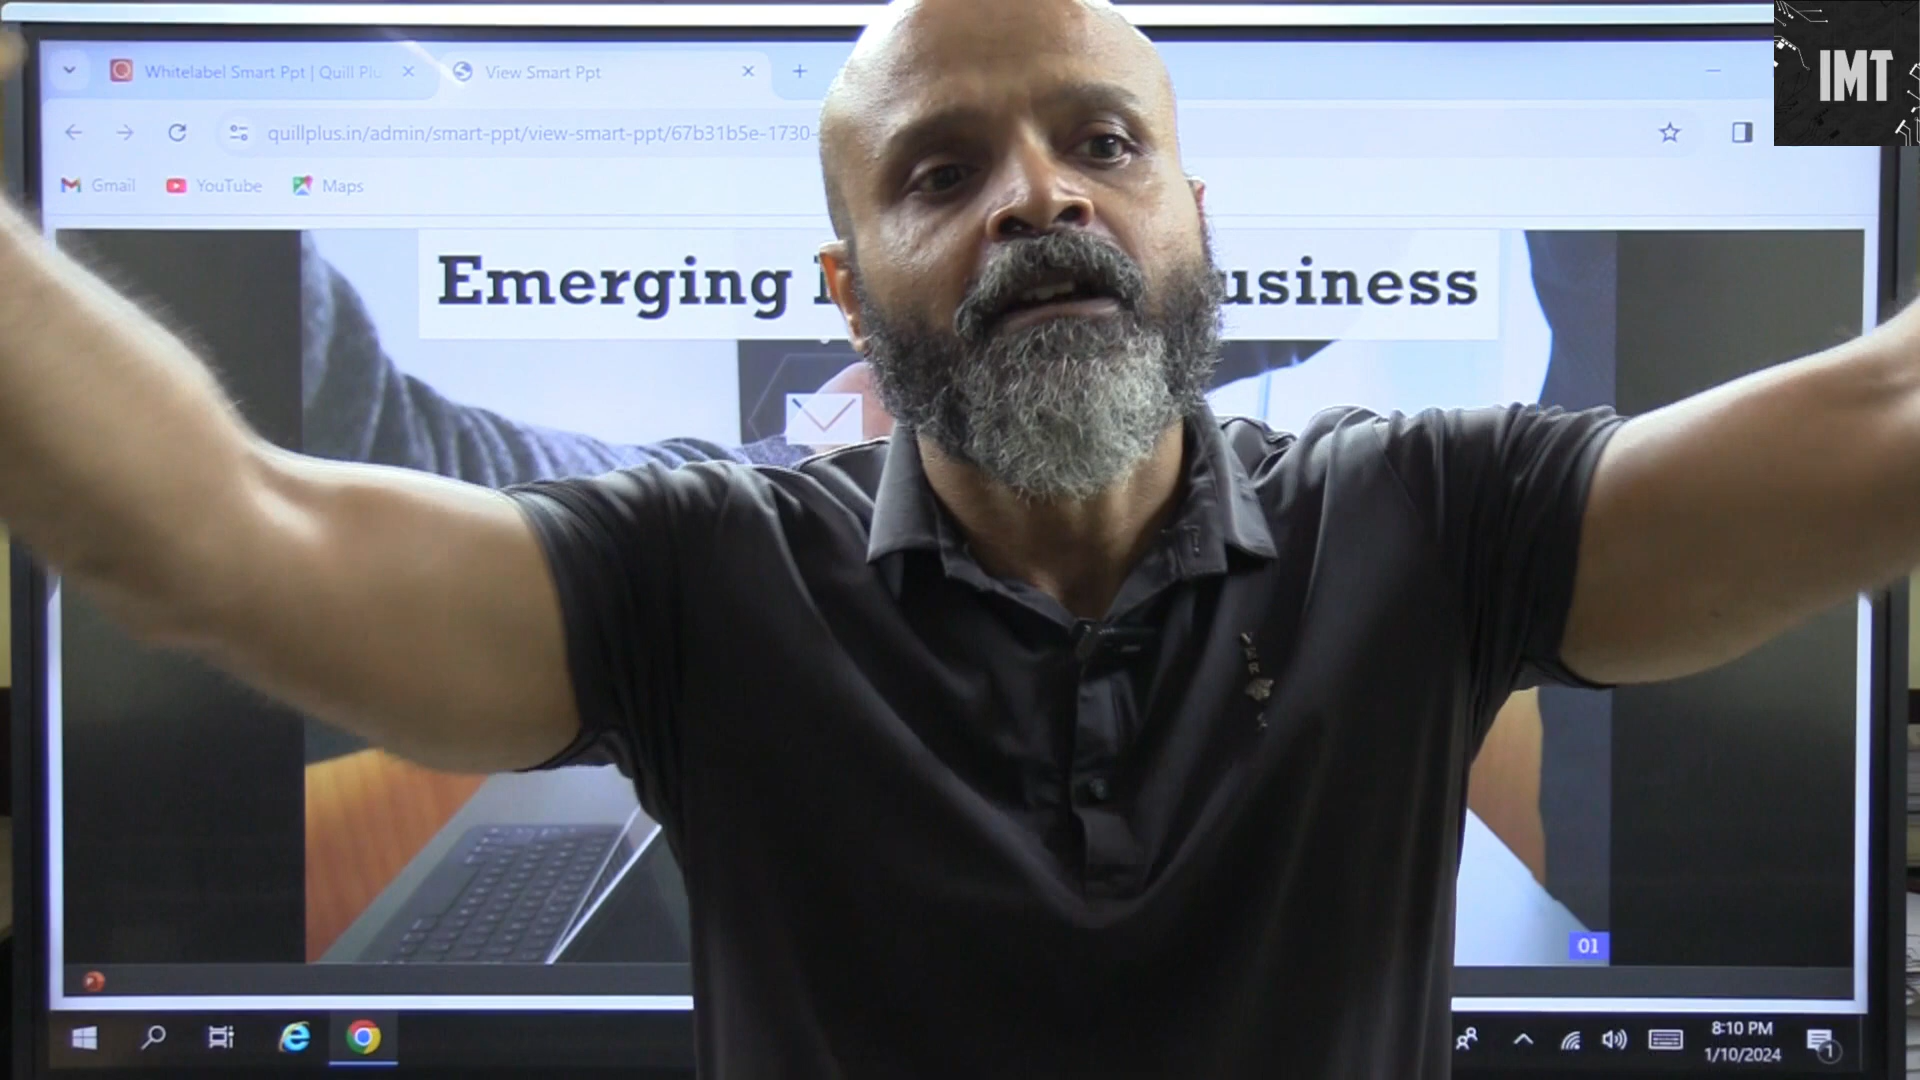 Whitelabel Smart Ppt | Quill Plu
View Smart Ppt
IMT
quillplus.in/admin/smart-ppt/view-smart-ppt/67b31b5e-1730-
Gmail
YouTube
Maps
Emerging
usiness
01
8:10 PM
1/10/2024
1